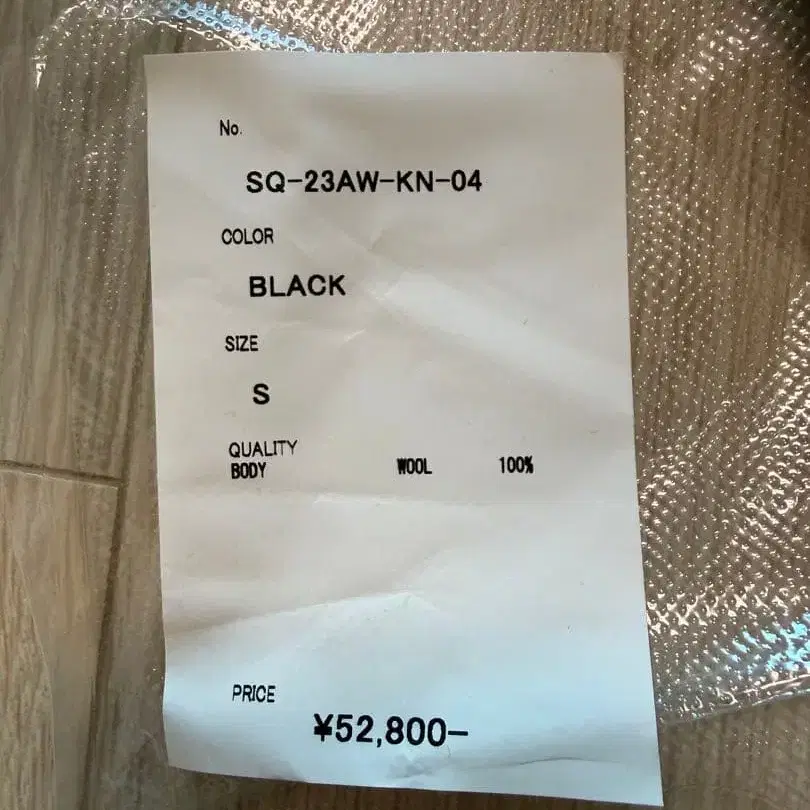 No.
SQ-23AW-KN-04
COLOR
BLACK
SIZE
S
QUALITY
BODY WOOL 100%
PRICE
¥52,800-